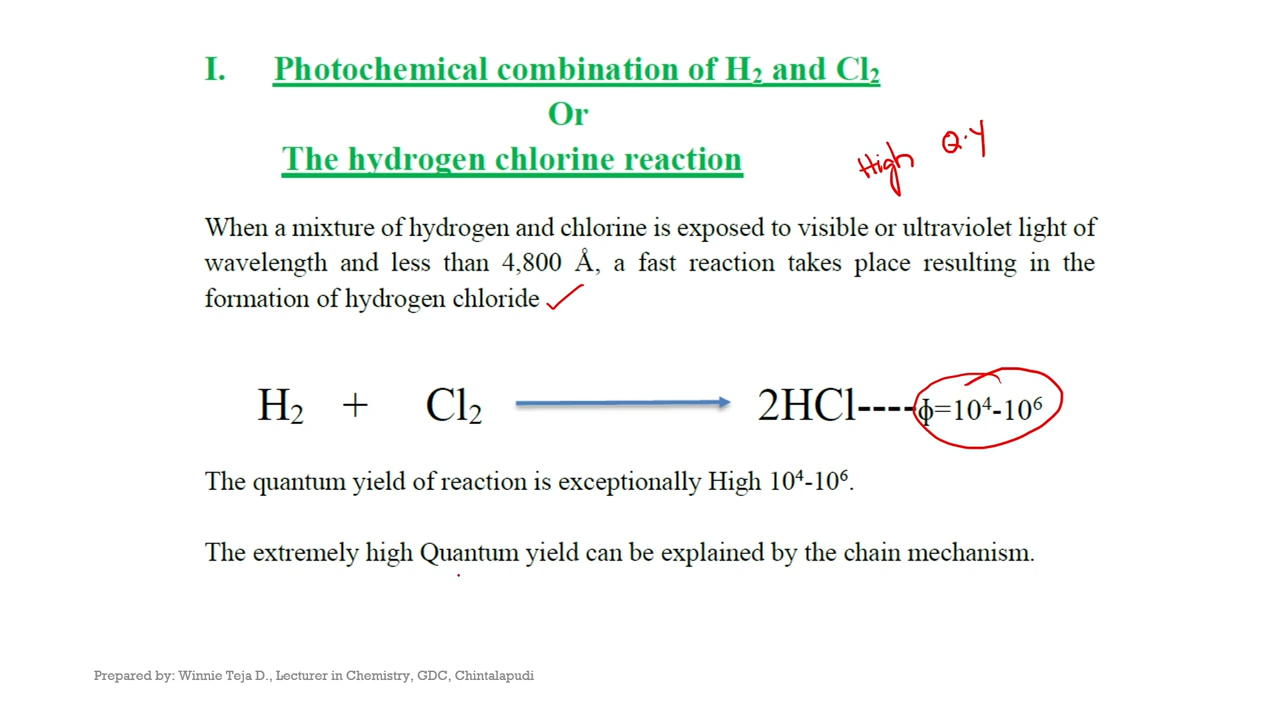 I. Photochemical combination of H₂ and Cl₂
Or
The hydrogen chlorine reaction
High Q.Y
When a mixture of hydrogen and chlorine is exposed to visible or ultraviolet light of
wavelength and less than 4,800 Å, a fast reaction takes place resulting in the
formation of hydrogen chloride
H₂ + Cl₂ → 2HCl----ϕ=10⁴-10⁶
The quantum yield of reaction is exceptionally High 10⁴-10⁶.
The extremely high Quantum yield can be explained by the chain mechanism.
Prepared by: Winnie Teja D., Lecturer in Chemistry, GDC, Chintalapudi